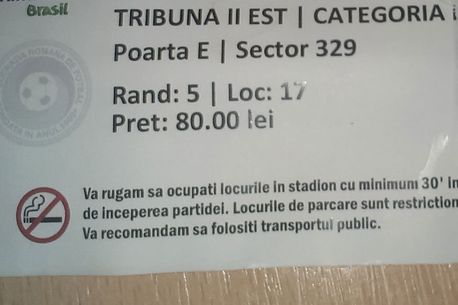 Brasil
TRIBUNA II EST | CATEGORIA
Poarta E | Sector 329
Rand: 5 | Loc: 17
Pret: 80.00 lei
Va rugam sa ocupati locurile in stadion cu minimum 30'
de inceperea partidei. Locurile de parcare sunt restriction
Va recomandam sa folositi transportul public.